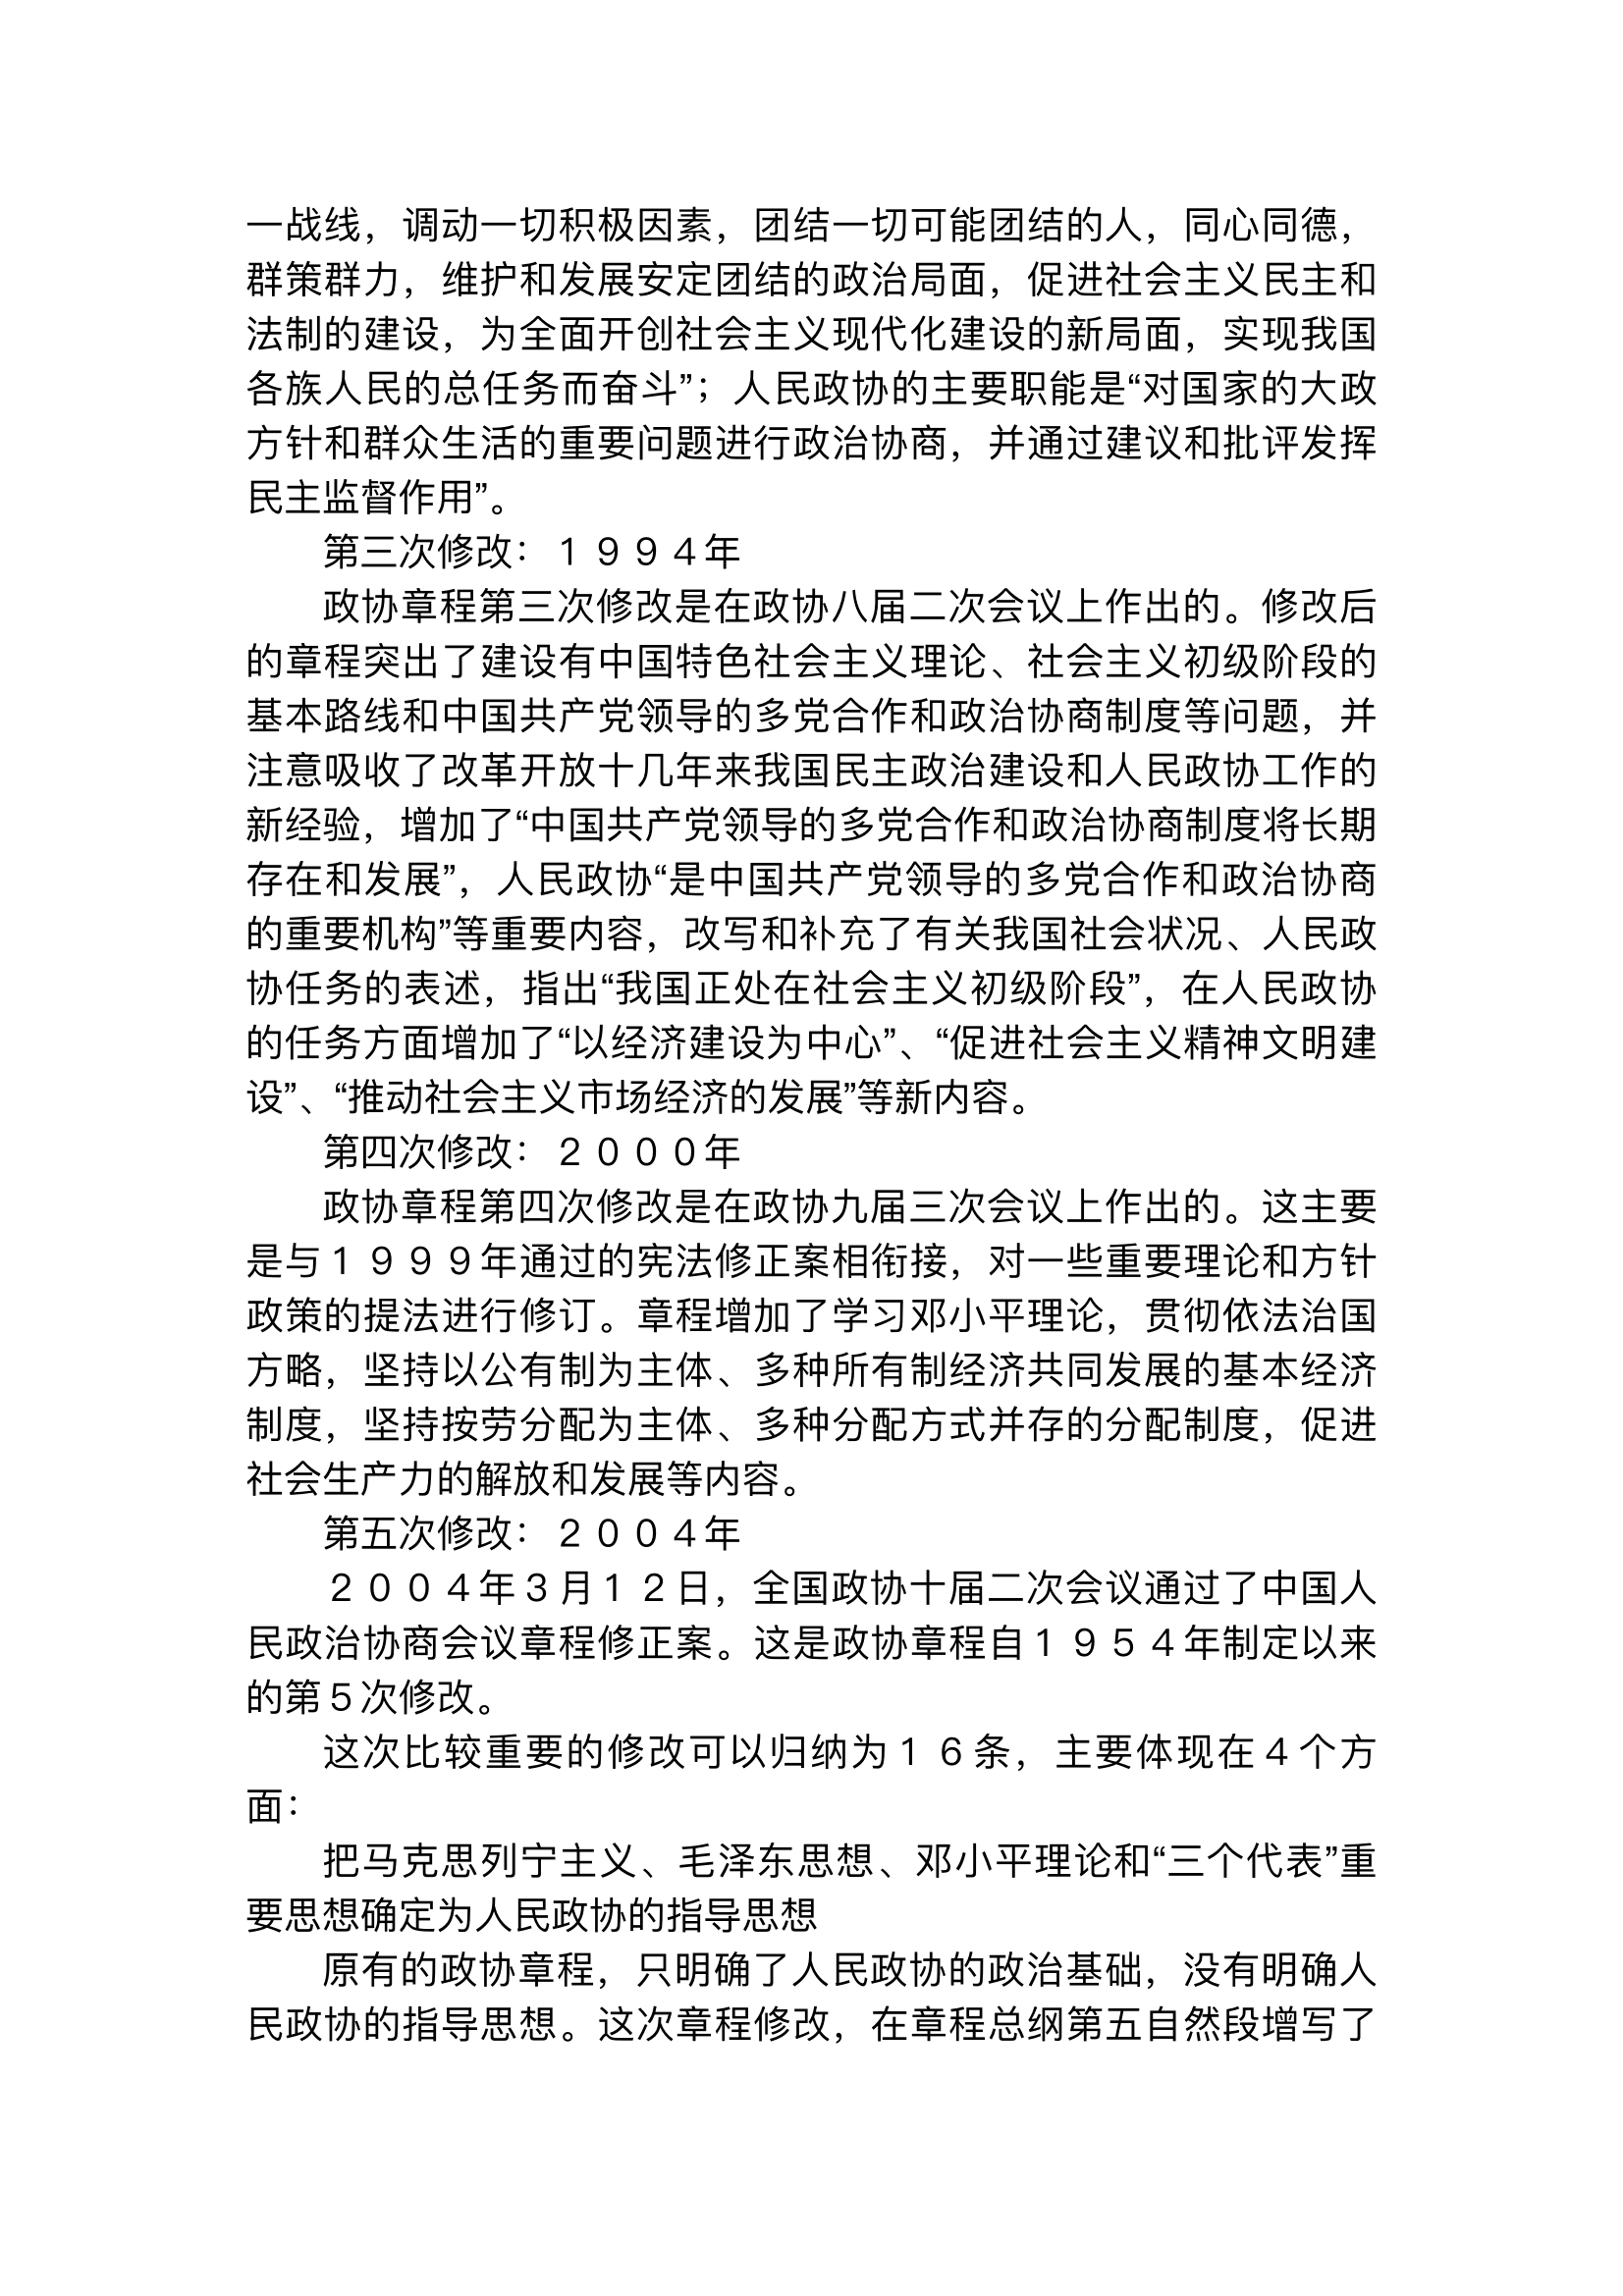 一战线，调动一切积极因素，团结一切可能团结的人，同心同德，
群策群力，维护和发展安定团结的政治局面，促进社会主义民主和
法制的建设，为全面开创社会主义现代化建设的新局面，实现我国
各族人民的总任务而奋斗”；人民政协的主要职能是“对国家的大政
方针和群众生活的重要问题进行政治协商，并通过建议和批评发挥
民主监督作用”。
第三次修改：１９９４年
政协章程第三次修改是在政协八届二次会议上作出的。修改后
的章程突出了建设有中国特色社会主义理论、社会主义初级阶段的
基本路线和中国共产党领导的多党合作和政治协商制度等问题，并
注意吸收了改革开放十几年来我国民主政治建设和人民政协工作的
新经验，增加了“中国共产党领导的多党合作和政治协商制度将长期
存在和发展”，人民政协“是中国共产党领导的多党合作和政治协商
的重要机构”等重要内容，改写和补充了有关我国社会状况、人民政
协任务的表述，指出“我国正处在社会主义初级阶段”，在人民政协
的任务方面增加了“以经济建设为中心”、“促进社会主义精神文明建
设”、“推动社会主义市场经济的发展”等新内容。
第四次修改：２０００年
政协章程第四次修改是在政协九届三次会议上作出的。这主要
是与１９９９年通过的宪法修正案相衔接，对一些重要理论和方针
政策的提法进行修订。章程增加了学习邓小平理论，贯彻依法治国
方略，坚持以公有制为主体、多种所有制经济共同发展的基本经济
制度，坚持按劳分配为主体、多种分配方式并存的分配制度，促进
社会生产力的解放和发展等内容。
第五次修改：２００４年
２００４年３月１２日，全国政协十届二次会议通过了中国人
民政治协商会议章程修正案。这是政协章程自１９５４年制定以来
的第５次修改。
这次比较重要的修改可以归纳为１６条，主要体现在４个方
面：
把马克思列宁主义、毛泽东思想、邓小平理论和“三个代表”重
要思想确定为人民政协的指导思想
原有的政协章程，只明确了人民政协的政治基础，没有明确人
民政协的指导思想。这次章程修改，在章程总纲第五自然段增写了